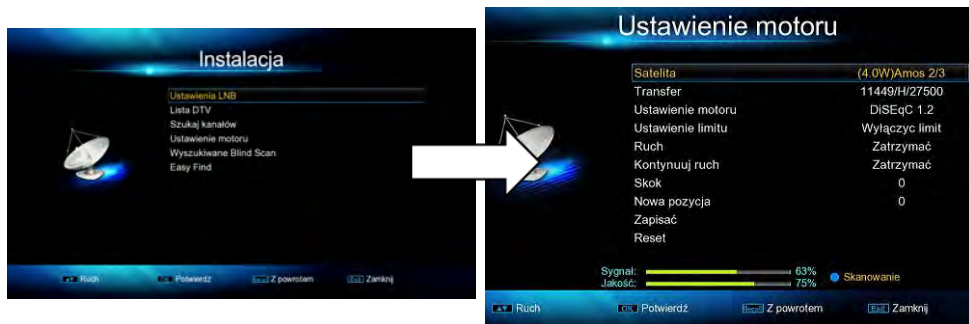 Instalacja
Ustawienia LNB
Lista DTV
Szukaj kanałów
Ustawienie motoru
Wyszukiwane Blind Scan
Easy Find
Ruch
Potwierdź
Recall Z powrotem
Exit Zamknij
Ustawienie motoru
Satelita (4.0W)Amos 2/3
Transfer 11449/H/27500
Ustawienie motoru DiSEqC 1.2
Ustawienie limitu Wyłączyc limit
Ruch Zatrzymać
Kontynuuj ruch Zatrzymać
Skok 0
Nowa pozycja 0
Zapisać
Reset
Sygnał: 63%
Jakość: 75%
Skanowanie
▲▼ Ruch
OK Potwierdź
Recall Z powrotem
Exit Zamknij